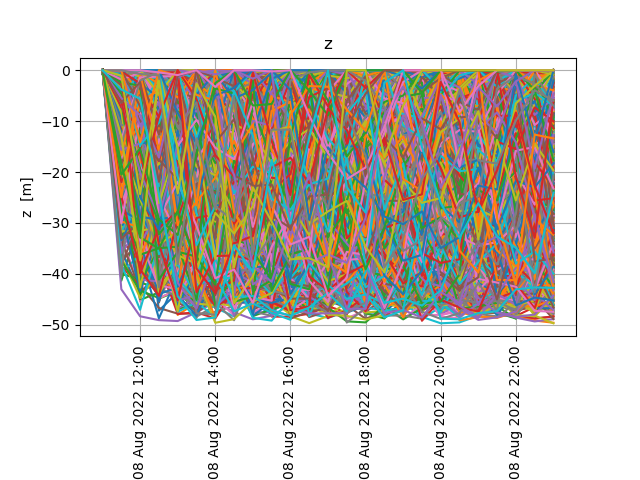 z
0
−10
−20
−30
−40
−50
z [m]
08 Aug 2022 12:00
08 Aug 2022 14:00
08 Aug 2022 16:00
08 Aug 2022 18:00
08 Aug 2022 20:00
08 Aug 2022 22:00